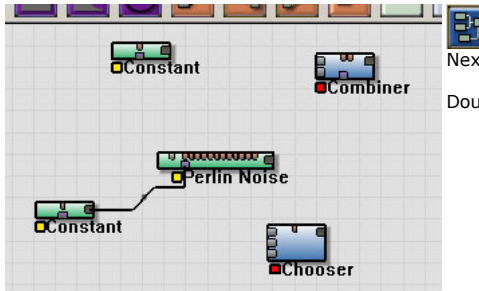 Constant
Combiner
Perlin Noise
Constant
Chooser
Nex
Dou